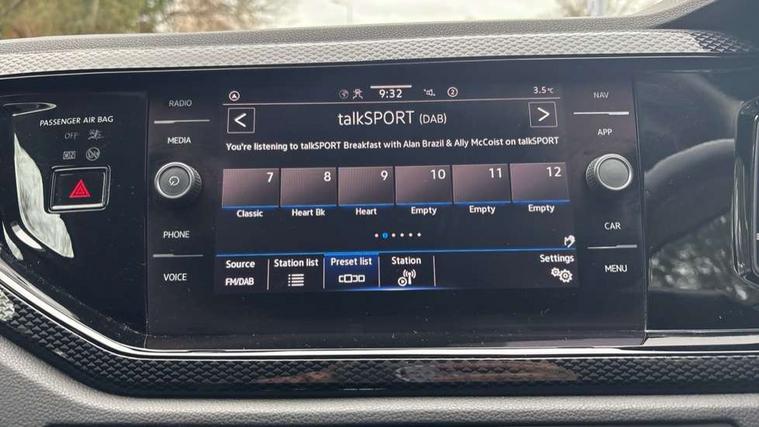 PASSENGER AIR BAG
OFF
ON
RADIO
MEDIA
PHONE
VOICE
9:32
2
3.5°C
< talkSPORT (DAB) >
You're listening to talkSPORT Breakfast with Alan Brazil & Ally McCoist on talkSPORT
7 8 9 10 11 12
Classic Heart Bk Heart Empty Empty Empty
Source Station list Preset list Station Settings
FM/DAB
NAV
APP
CAR
MENU